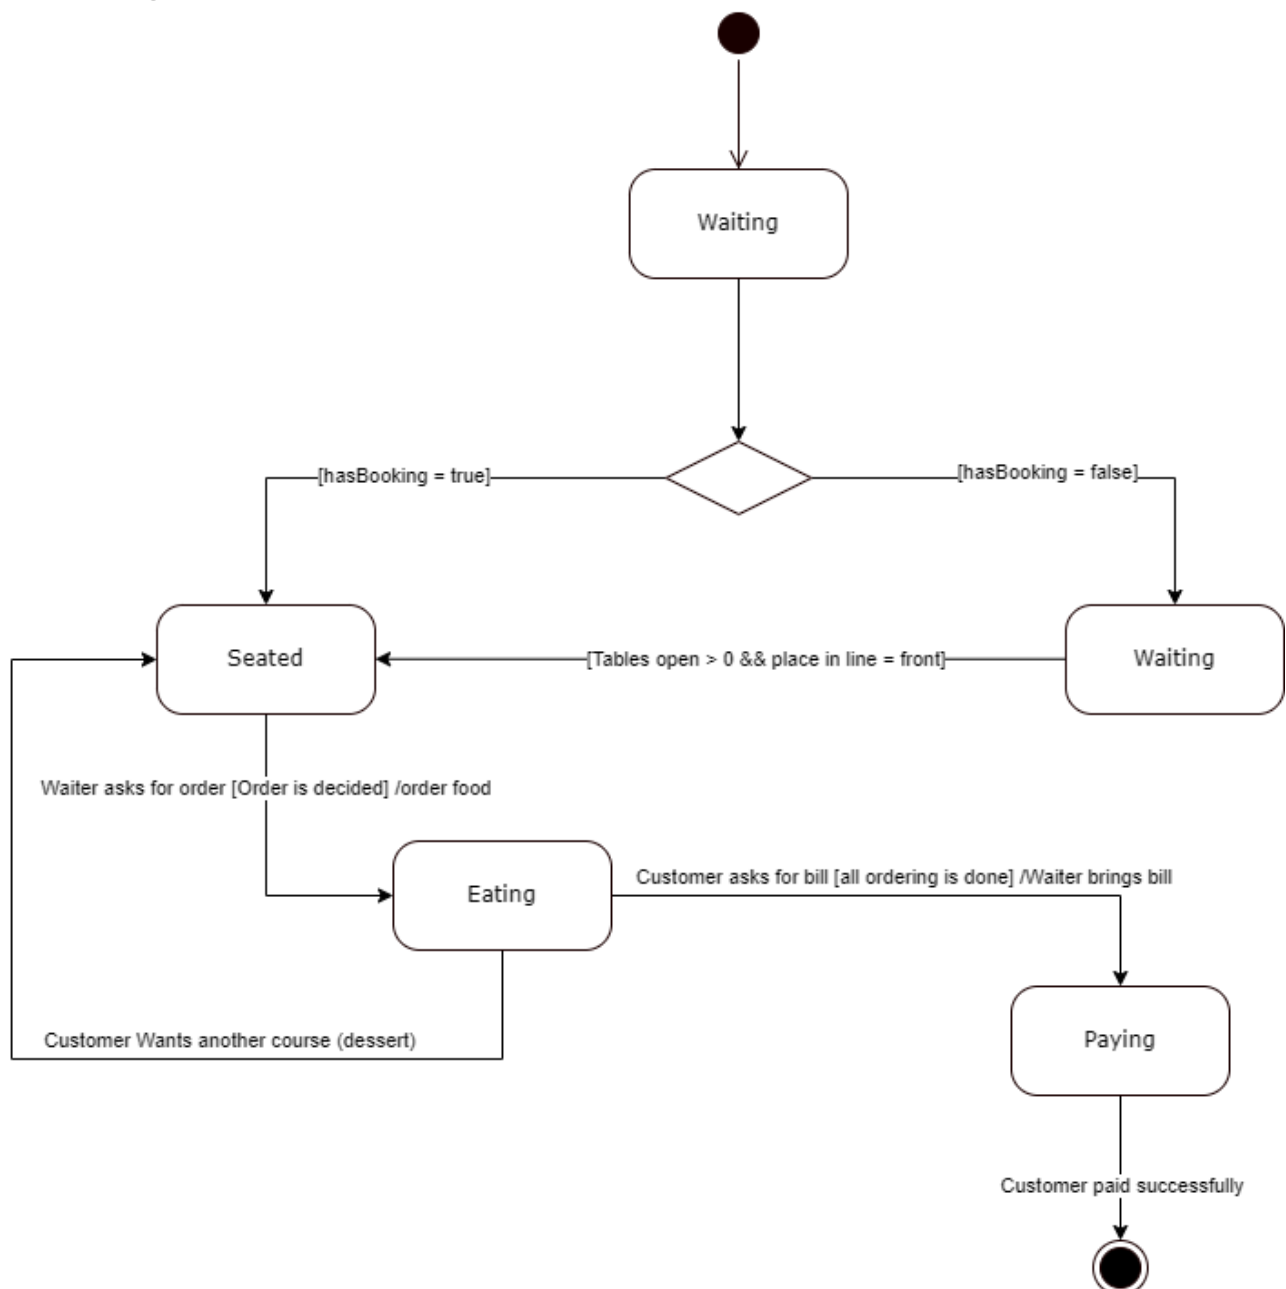 Waiting
[hasBooking = true]
[hasBooking = false]
Seated
[Tables open > 0 && place in line = front]
Waiting
Waiter asks for order [Order is decided] /order food
Eating
Customer asks for bill [all ordering is done] /Waiter brings bill
Customer Wants another course (dessert)
Paying
Customer paid successfully